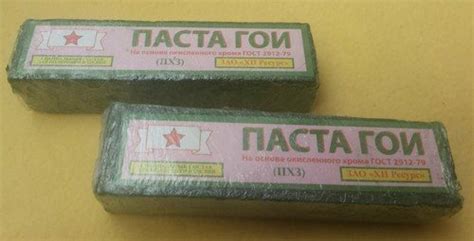 ПАСТА ГОИ
На основе окисленного хрома ГОСТ 2912-79
(ПХЗ)
ЗАО «ХП Ресурс»
ПАСТА ГОИ
На основе окисленного хрома ГОСТ 2912-79
(ПХЗ)
ЗАО «ХП Ресурс»